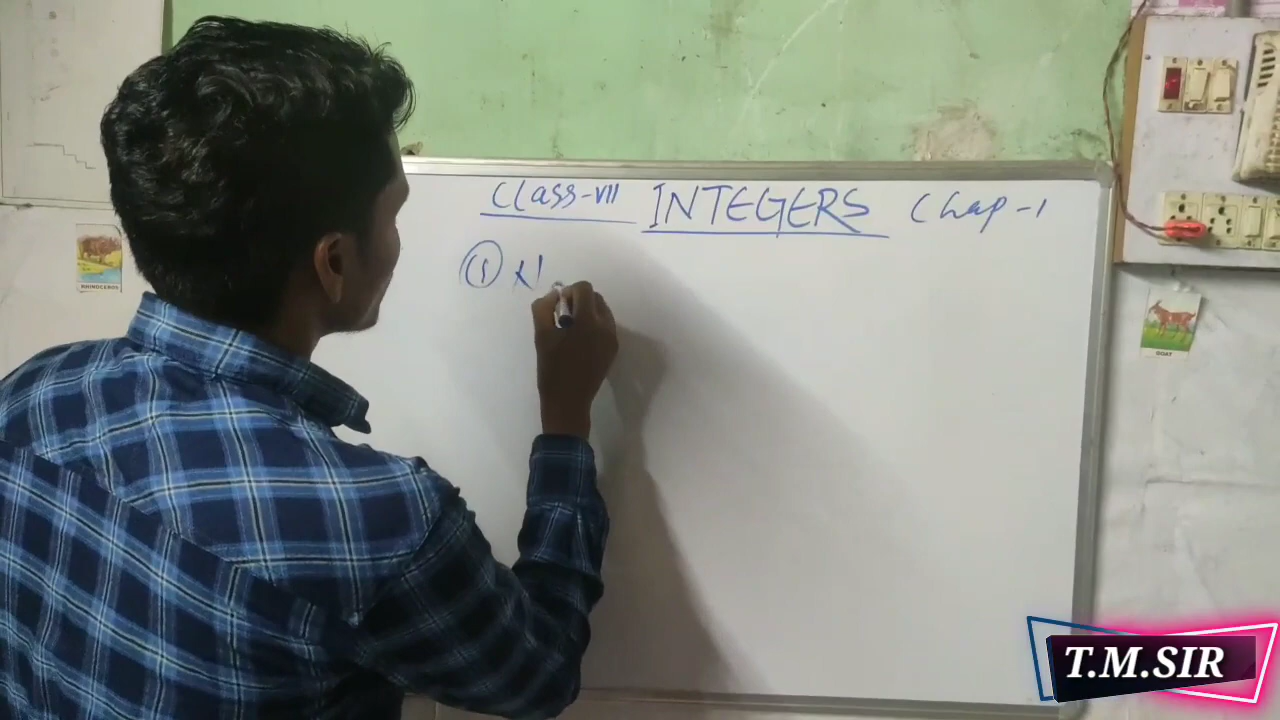 Class-VII INTEGERS Chap-1
① N
RHINOCEROS
GOAT
T.M.SIR